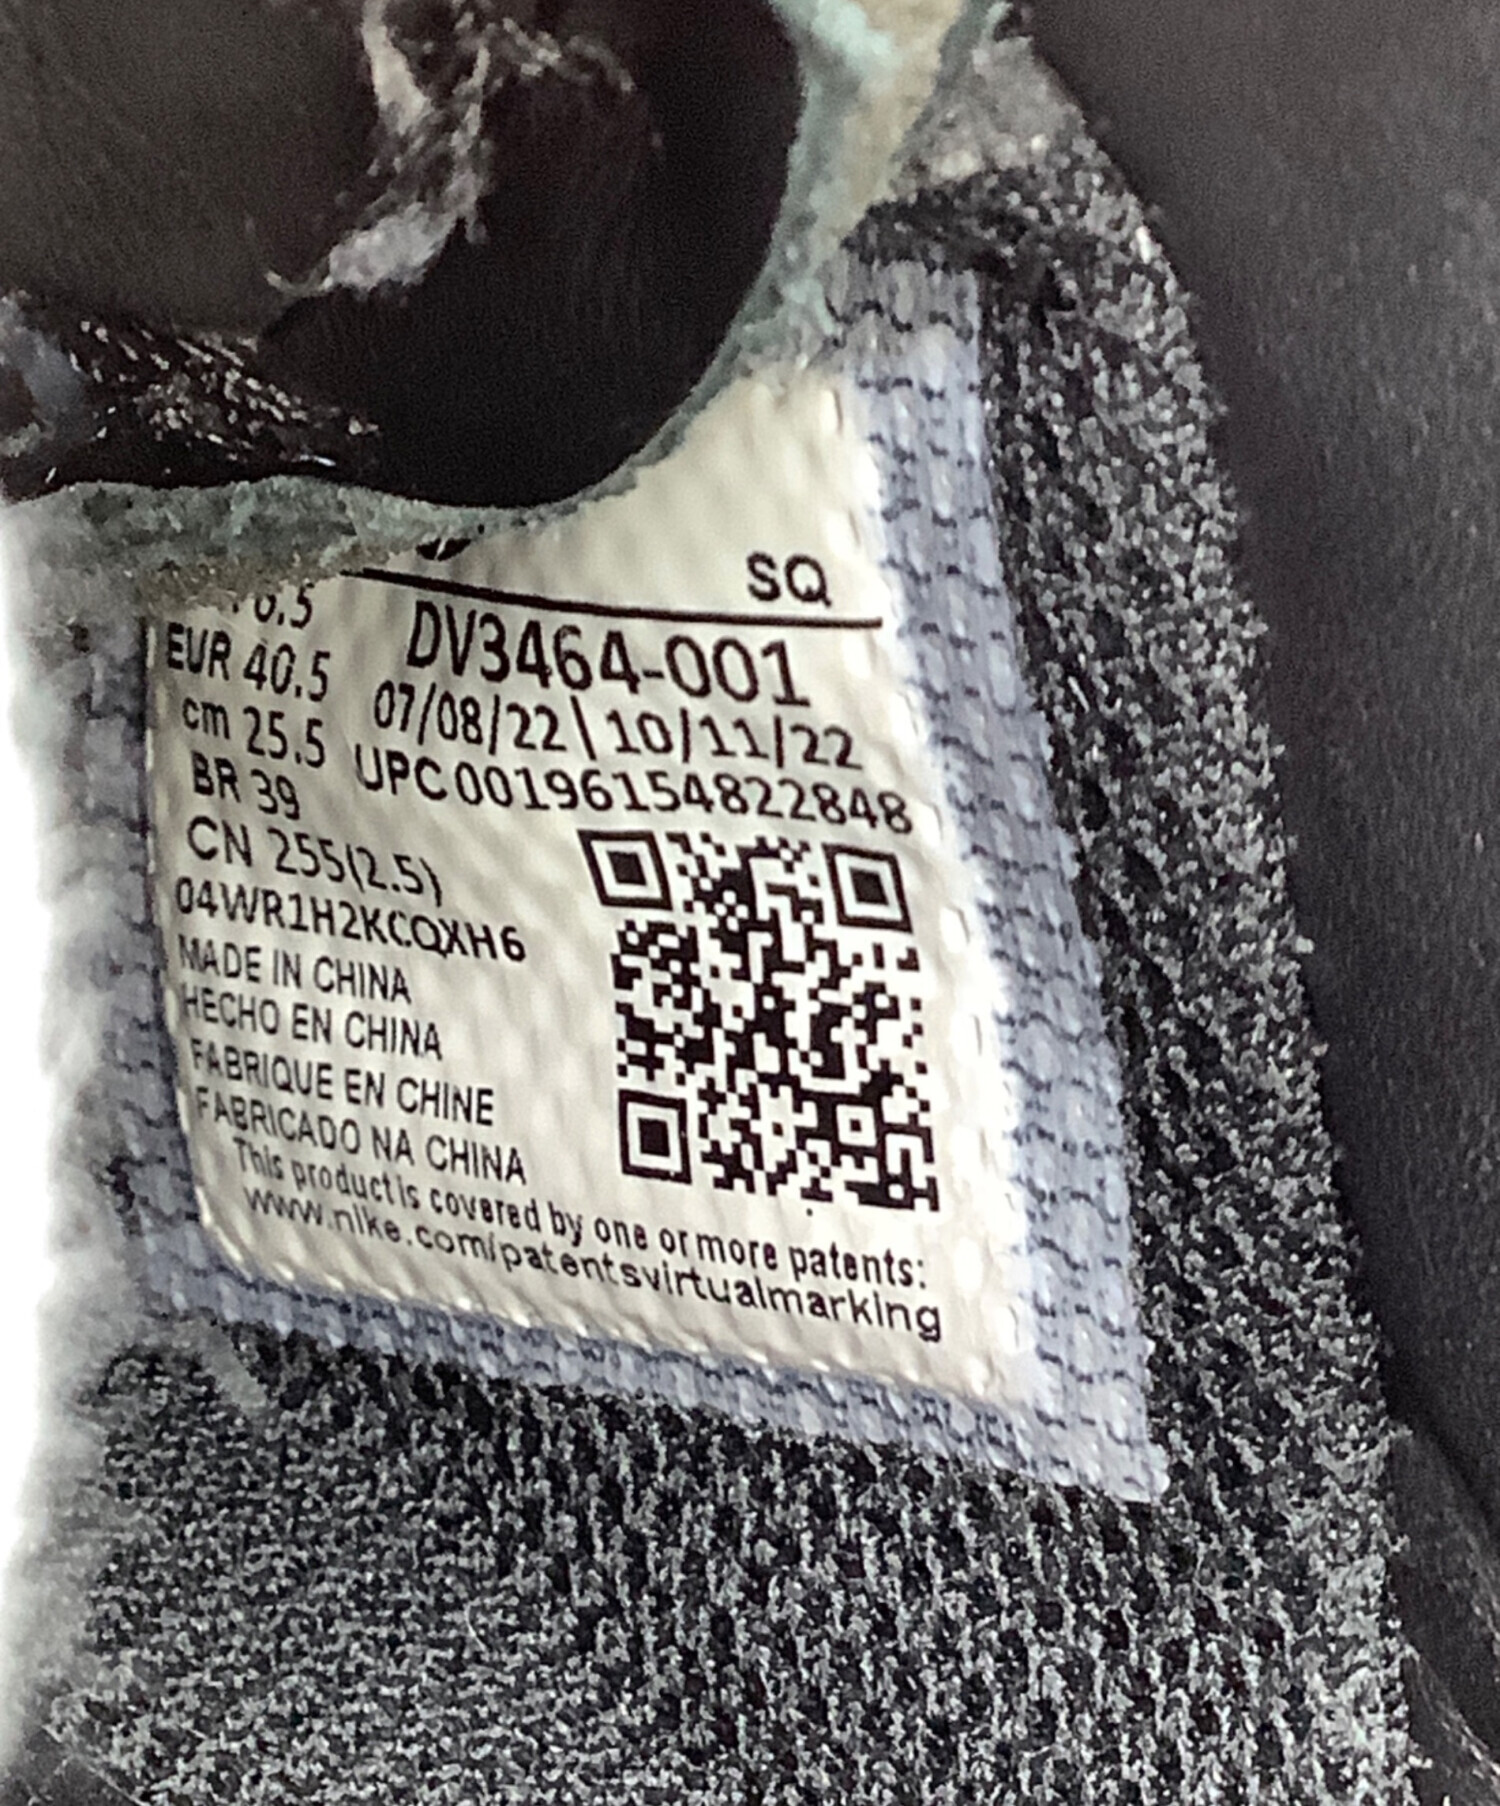 SQ
DV3464-001
EUR 40.5
07/08/22 | 10/11/22
cm 25.5
UPC 00196154822848
BR 39
CN 255(2.5)
04WR1H2KCQXH6
MADE IN CHINA
HECHO EN CHINA
FABRIQUE EN CHINE
FABRICADO NA CHINA
This product is covered by one or more patents:
www.nike.com/patentsvirtualmarking